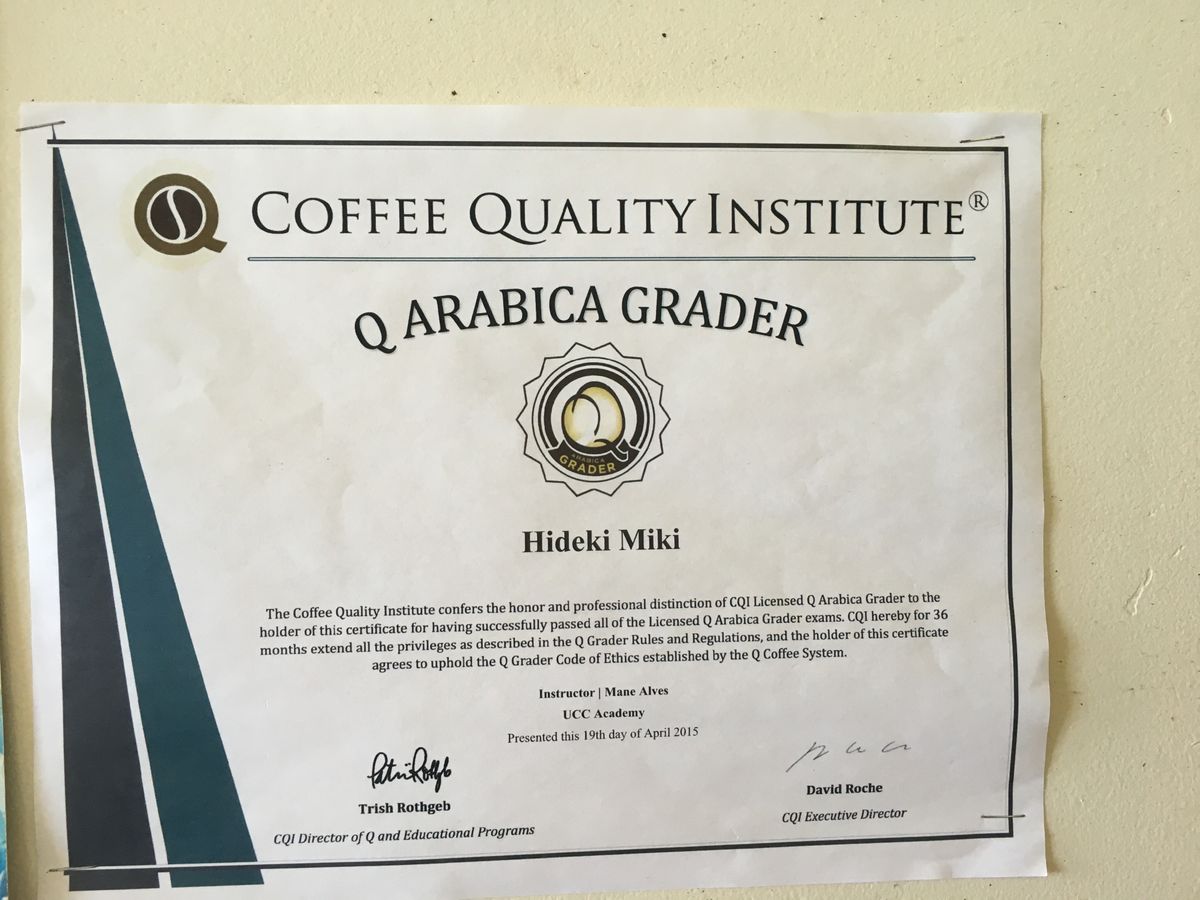 COFFEE QUALITY INSTITUTE®
Q ARABICA GRADER
ARABICA
GRADER
Hideki Miki
The Coffee Quality Institute confers the honor and professional distinction of CQI Licensed Q Arabica Grader to the
holder of this certificate for having successfully passed all of the Licensed Q Arabica Grader exams. CQI hereby for 36
months extend all the privileges as described in the Q Grader Rules and Regulations, and the holder of this certificate
agrees to uphold the Q Grader Code of Ethics established by the Q Coffee System.
Instructor | Mane Alves
UCC Academy
Presented this 19th day of April 2015
Trish Rothgeb
CQI Director of Q and Educational Programs
David Roche
CQI Executive Director